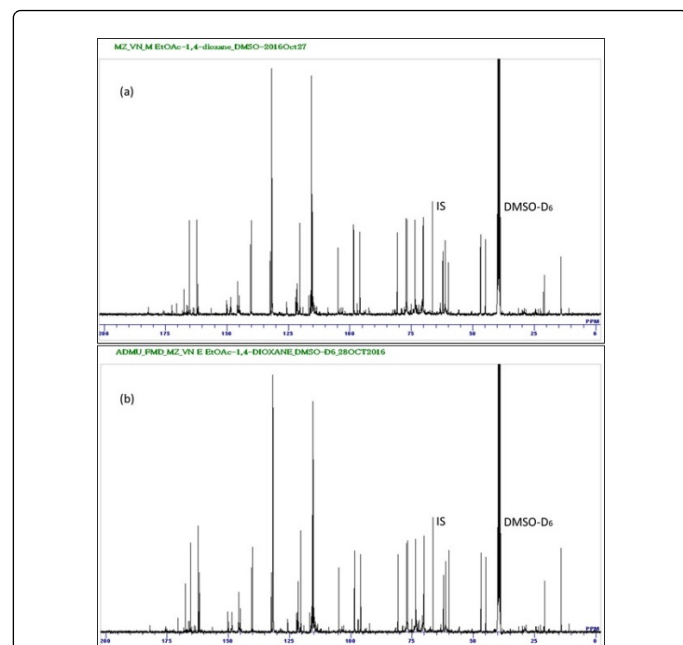 MZ_VN_M EtOAc-1,4-dioxane_DMSO-2016Oct27
(a)
IS
DMSO-D6
PPM
200 175 150 125 100 75 50 25 0
ADMU_FMD_MZ_VN E EtOAc-1,4-DIOXANE_DMSO-D6_28OCT2016
(b)
IS
DMSO-D6
PPM
200 175 150 125 100 75 50 25 0